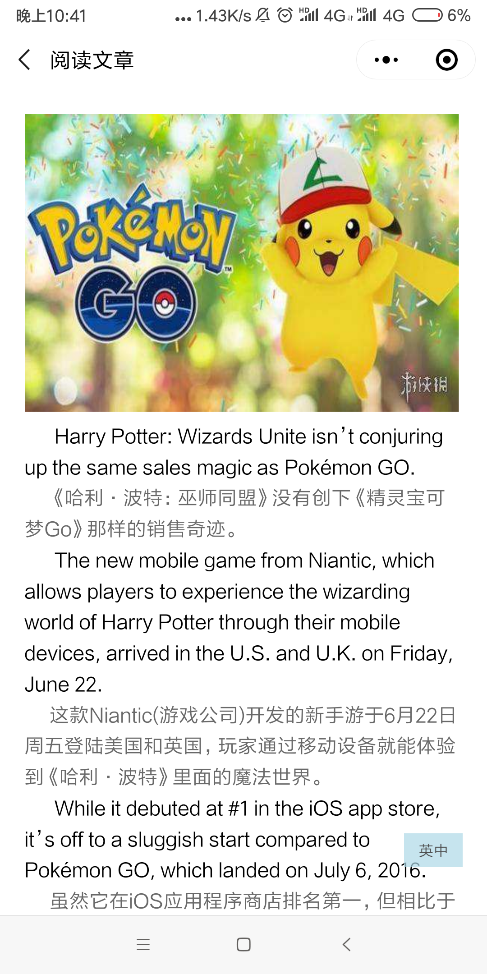 晚上10:41
1.43K/s
HD
4G
HD
4G
6%
阅读文章
POKéMON
GO
TM
游侠网
Harry Potter: Wizards Unite isn't conjuring
up the same sales magic as Pokémon GO.
《哈利·波特：巫师同盟》没有创下《精灵宝可
梦Go》那样的销售奇迹。
The new mobile game from Niantic, which
allows players to experience the wizarding
world of Harry Potter through their mobile
devices, arrived in the U.S. and U.K. on Friday,
June 22.
这款Niantic(游戏公司)开发的新手游于6月22日
周五登陆美国和英国，玩家通过移动设备就能体验
到《哈利·波特》里面的魔法世界。
While it debuted at #1 in the iOS app store,
it's off to a sluggish start compared to
英中
Pokémon GO, which landed on July 6, 2016.
虽然它在iOS应用程序商店排名第一，但相比于